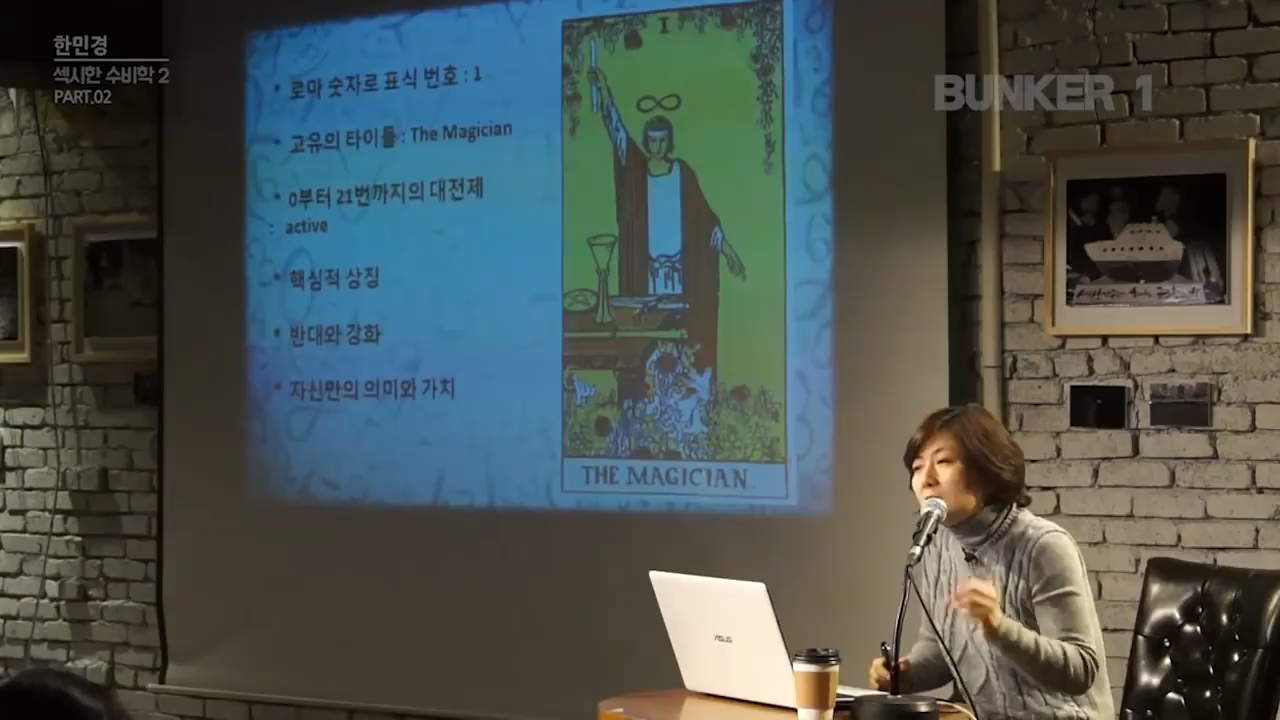 한민경
섹시한 수비학 2
PART.02
BUNKER 1
• 로마 숫자로 표식 번호 : 1
• 고유의 타이틀 : The Magician
• 0부터 21번까지의 대전제
: active
• 핵심적 상징
• 반대와 강화
• 자신만의 의미와 가치
I
THE MAGICIAN
ASUS